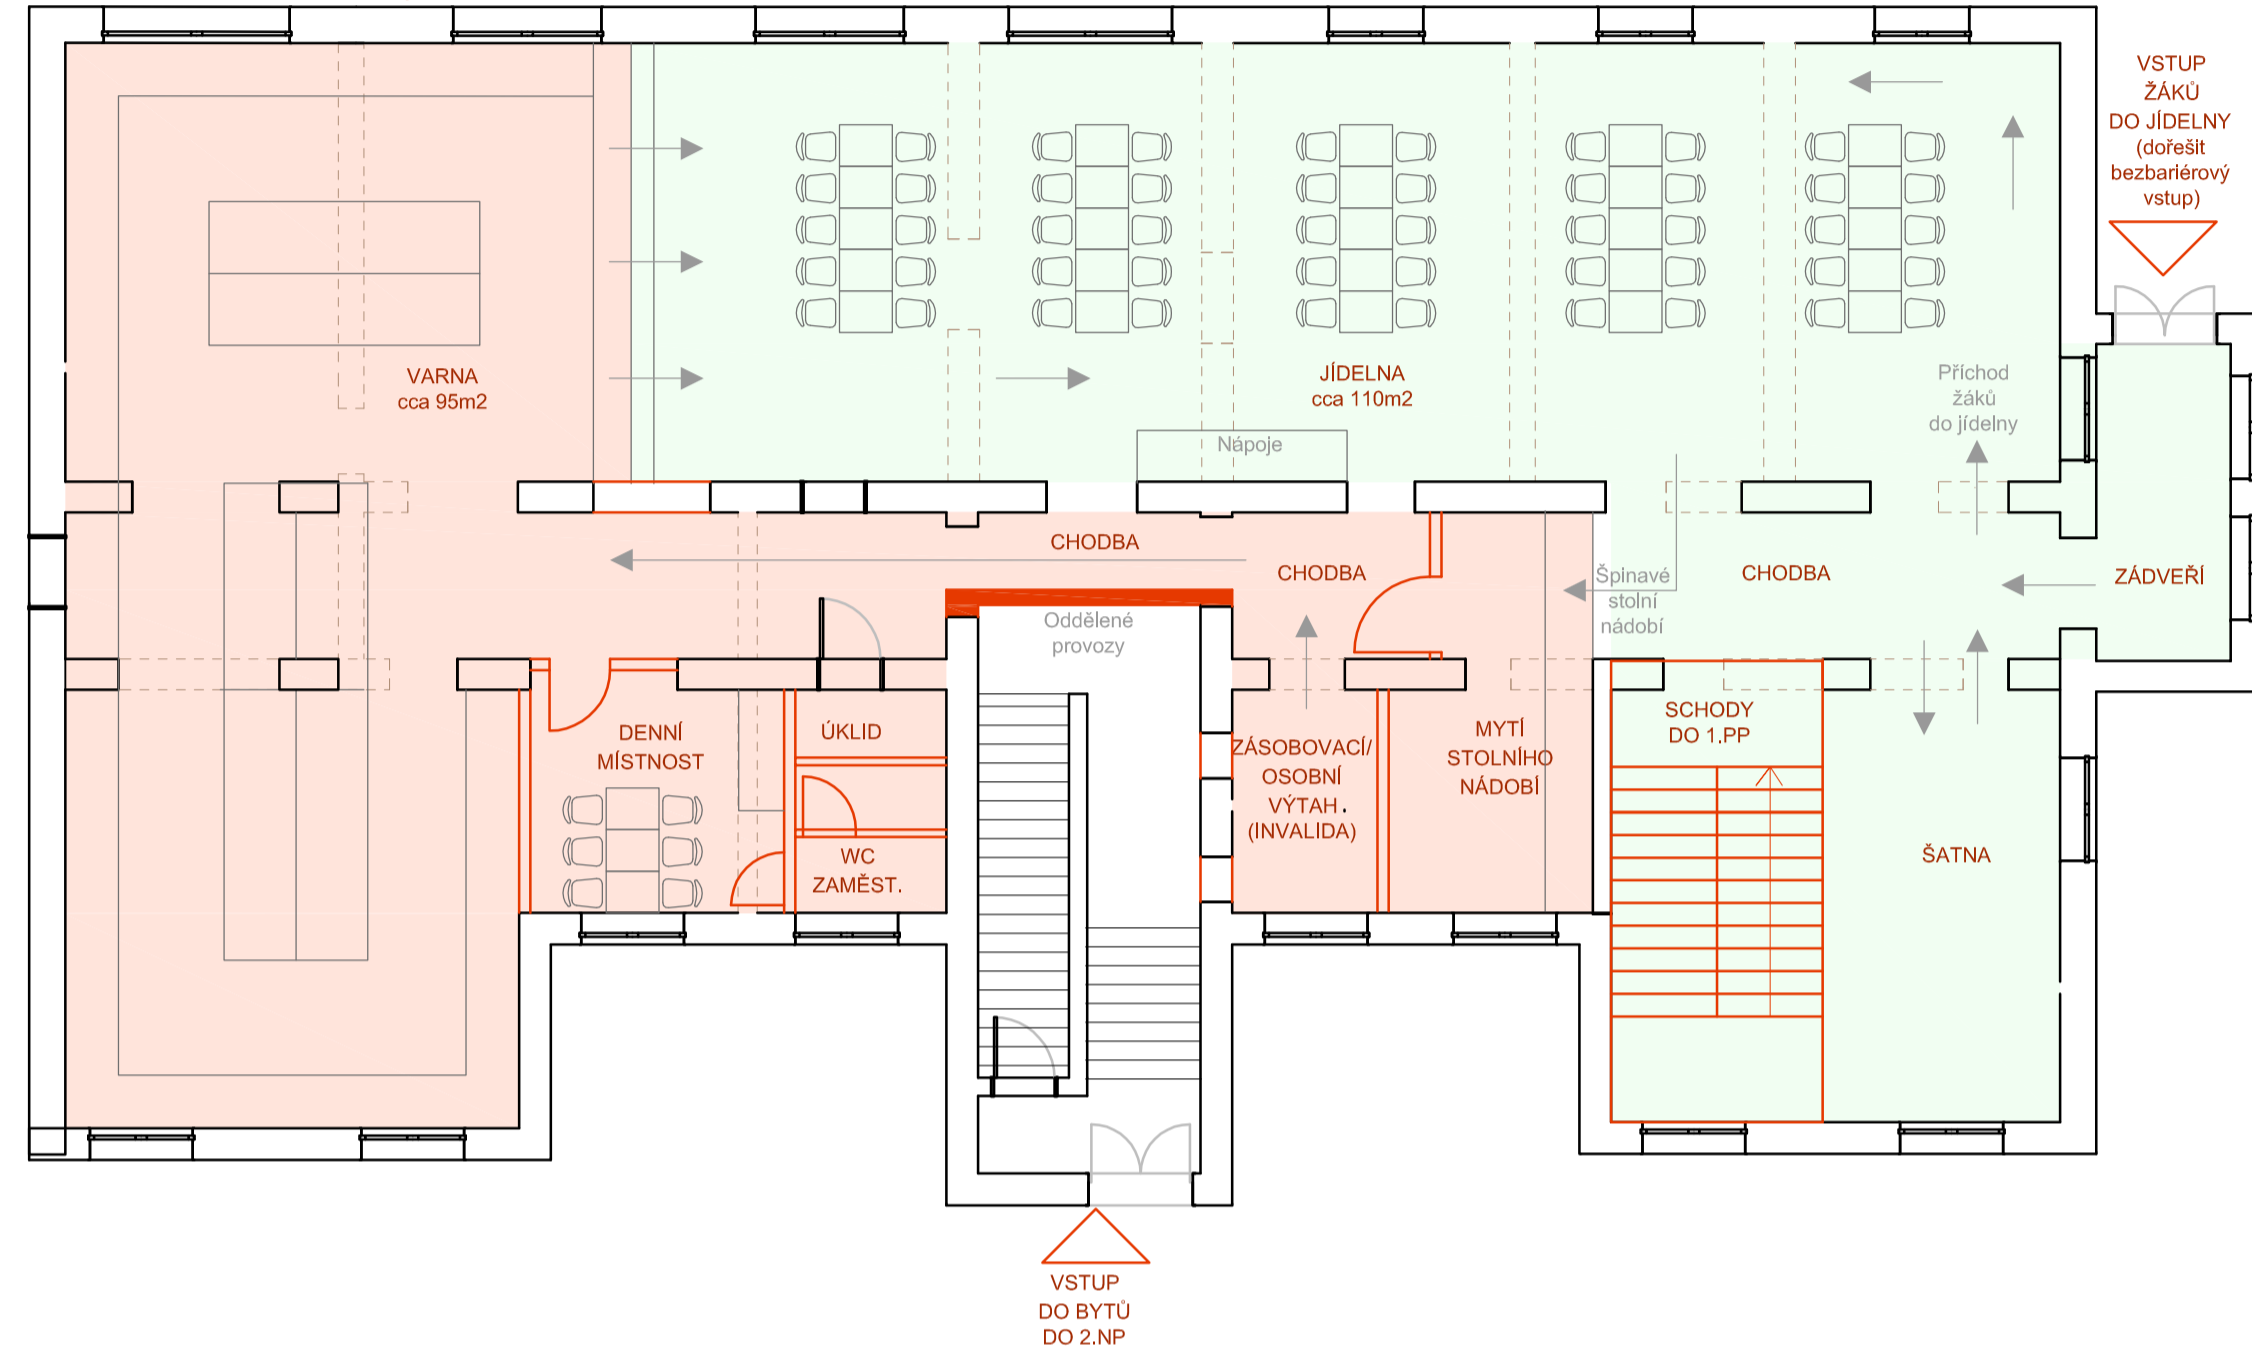 VSTUP
ŽÁKŮ
DO JÍDELNY
(dořešit
bezbariérový
vstup)
VARNA
cca 95m2
JÍDELNA
cca 110m2
Příchod
žáků
do jídelny
Nápoje
CHODBA
CHODBA
Špinavé
stolní
nádobí
CHODBA
ZÁDVEŘÍ
Oddělené
provozy
DENNÍ
MÍSTNOST
ÚKLID
WC
ZAMĚST.
ZÁSOBOVACÍ/
OSOBNÍ
VÝTAH.
(INVALIDA)
MYTÍ
STOLNÍHO
NÁDOBÍ
SCHODY
DO 1.PP
ŠATNA
VSTUP
DO BYTŮ
DO 2.NP